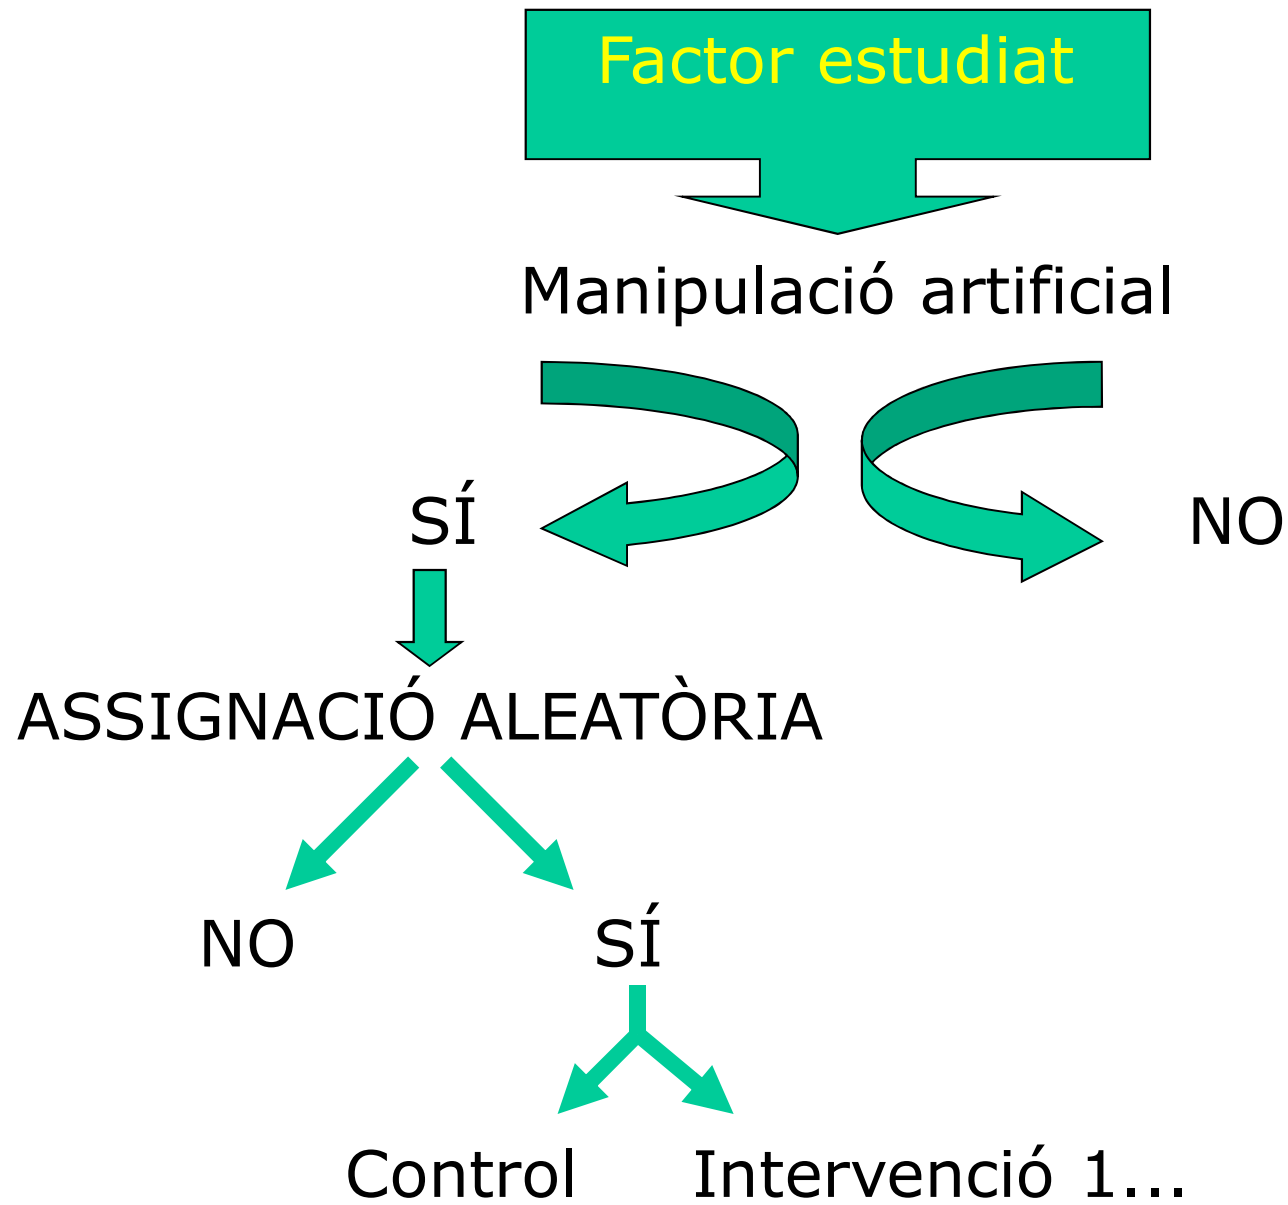 Factor estudiat
Manipulació artificial
SÍ
NO
ASSIGNACIÓ ALEATÒRIA
NO
SÍ
Control
Intervenció 1...